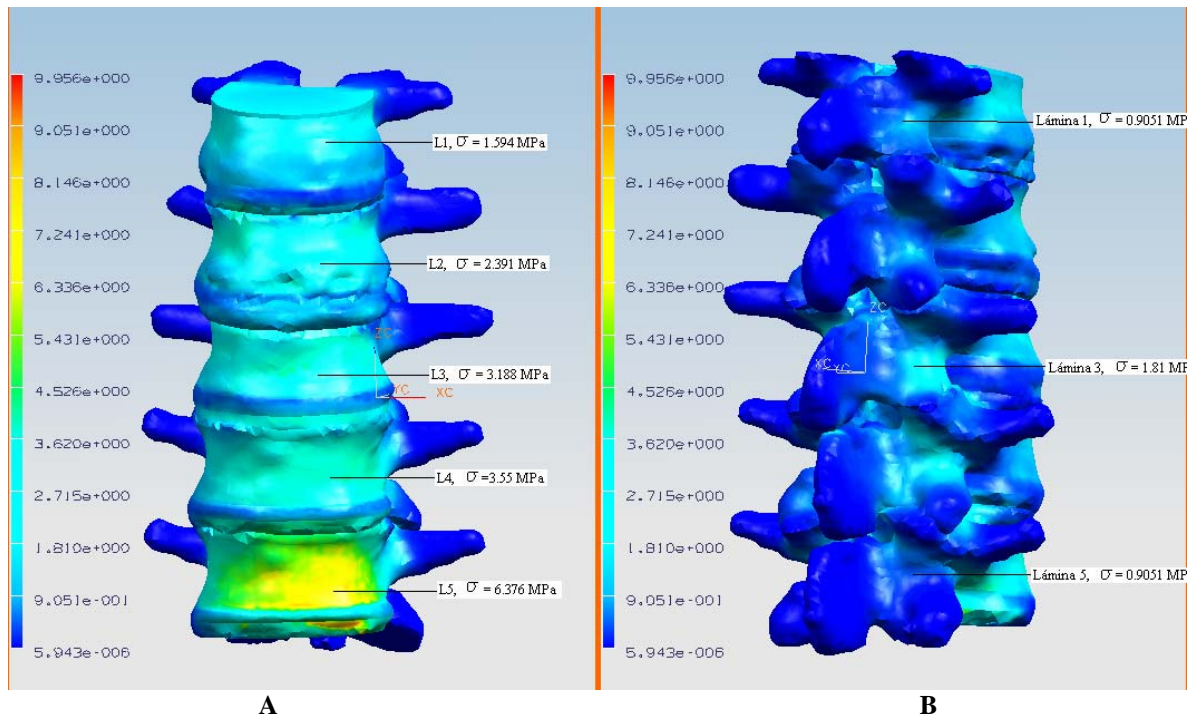 9.956e+000
9.051e+000
8.146e+000
7.241e+000
6.336e+000
5.431e+000
4.526e+000
3.620e+000
2.715e+000
1.810e+000
9.051e-001
5.943e-006
L1, σ = 1.594 MPa
L2, σ = 2.391 MPa
ZC
YC
XC
L3, σ = 3.188 MPa
L4, σ =3.55 MPa
L5, σ = 6.376 MPa
A
9.956e+000
9.051e+000
8.146e+000
7.241e+000
6.336e+000
5.431e+000
4.526e+000
3.620e+000
2.715e+000
1.810e+000
9.051e-001
5.943e-006
Lámina 1, σ = 0.9051 MP
ZC
XC
YC
Lámina 3, σ = 1.81 MP
Lámina 5, σ = 0.9051 MP
B